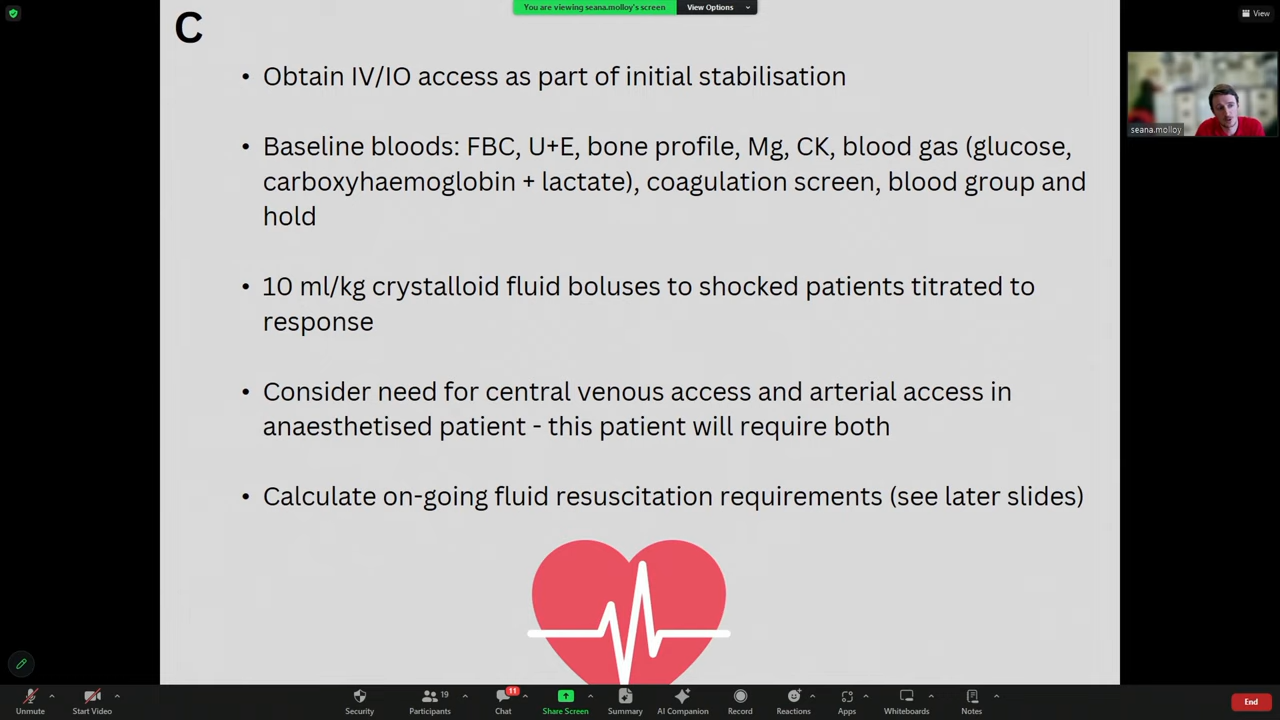 You are viewing seana.molloy's screen
View Options
View
C
• Obtain IV/IO access as part of initial stabilisation
• Baseline bloods: FBC, U+E, bone profile, Mg, CK, blood gas (glucose,
carboxyhaemoglobin + lactate), coagulation screen, blood group and
hold
• 10 ml/kg crystalloid fluid boluses to shocked patients titrated to
response
• Consider need for central venous access and arterial access in
anaesthetised patient - this patient will require both
• Calculate on-going fluid resuscitation requirements (see later slides)
seana.molloy
Unmute
Start Video
Security
Participants
19
Chat
11
Share Screen
Summary
AI Companion
Record
Reactions
Apps
Whiteboards
Notes
End